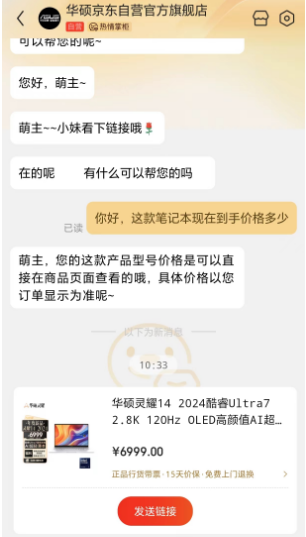 华硕京东自营官方旗舰店
自营 热情掌柜
可以帮您的呢~
您好，萌主~
萌主~~小妹看下链接哦🌹
在的呢 有什么可以帮您的吗
你好，这款笔记本现在到手价格多少
已读
萌主，您的这款产品型号价格是可以直
接在商品页面查看的哦，具体价格以您
订单显示为准呢~
以下为新消息
10:33
华硕灵耀14 2024酷睿Ultra7
2.8K 120Hz OLED高颜值AI超…
6999
¥6999.00
正品行货带票·15天价保·免费上门退换
发送链接